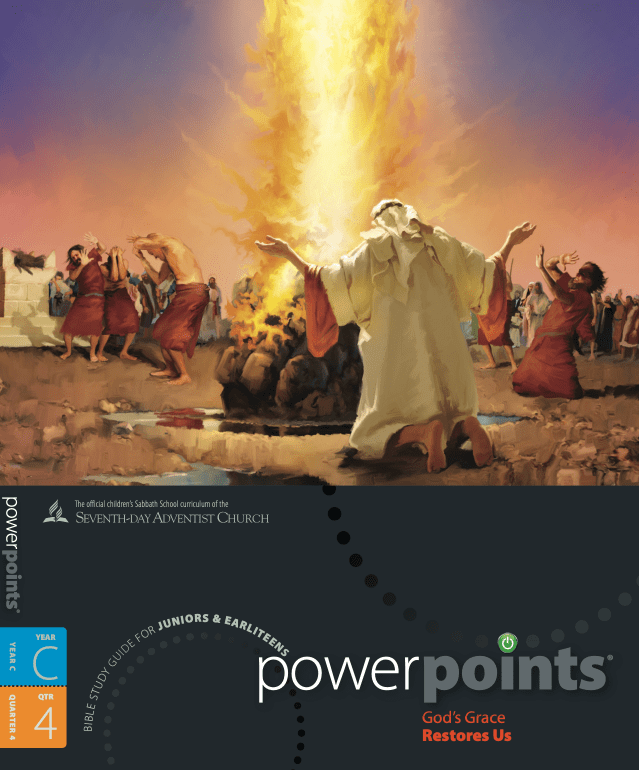 The official children's Sabbath School curriculum of the
SEVENTH-DAY ADVENTIST CHURCH
powerpoints®
YEAR
C
YEAR C
QTR
4
QUARTER 4
BIBLE STUDY GUIDE FOR JUNIORS & EARLITEENS
powerpoints®
God's Grace
Restores Us